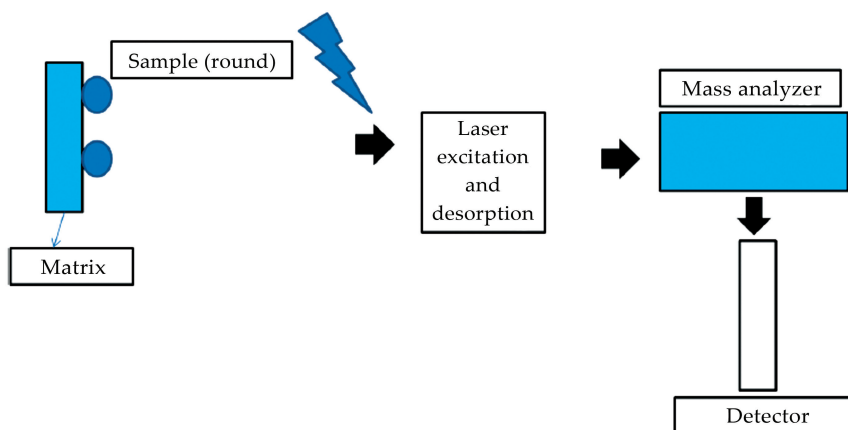 Sample (round)
Mass analyzer
Laser
excitation
and
desorption
Matrix
Detector